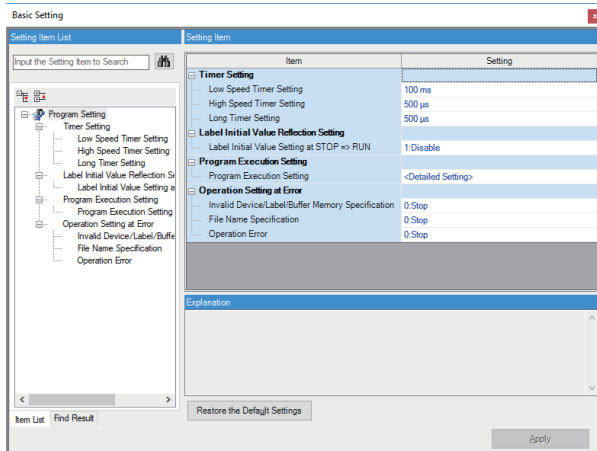 Basic Setting
x
Setting Item List
Input the Setting Item to Search
Program Setting
Timer Setting
Low Speed Timer Setting
High Speed Timer Setting
Long Timer Setting
Label Initial Value Reflection Se
Label Initial Value Setting a
Program Execution Setting
Program Execution Setting
Operation Setting at Error
Invalid Device/Label/Buffe
File Name Specification
Operation Error
Item List Find Result
Setting Item
Item Setting
Timer Setting
Low Speed Timer Setting 100 ms
High Speed Timer Setting 500 µs
Long Timer Setting 500 µs
Label Initial Value Reflection Setting
Label Initial Value Setting at STOP => RUN 1:Disable
Program Execution Setting
Program Execution Setting <Detailed Setting>
Operation Setting at Error
Invalid Device/Label/Buffer Memory Specification 0:Stop
File Name Specification 0:Stop
Operation Error 0:Stop
Explanation
Restore the Default Settings
Apply